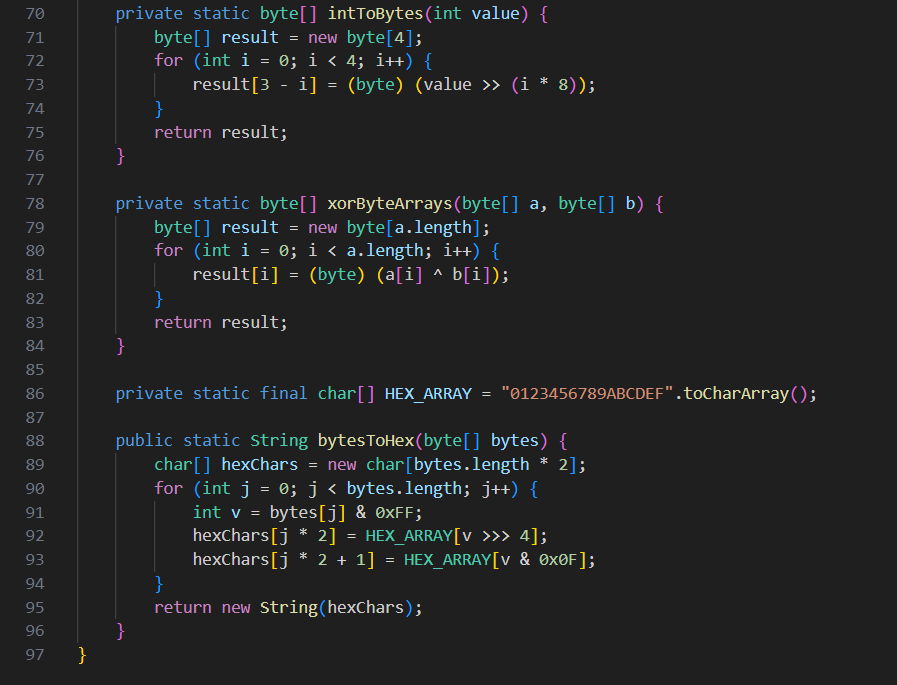 70 private static byte[] intToBytes(int value) {
71 byte[] result = new byte[4];
72 for (int i = 0; i < 4; i++) {
73 result[3 - i] = (byte) (value >> (i * 8));
74 }
75 return result;
76 }
77
78 private static byte[] xorByteArrays(byte[] a, byte[] b) {
79 byte[] result = new byte[a.length];
80 for (int i = 0; i < a.length; i++) {
81 result[i] = (byte) (a[i] ^ b[i]);
82 }
83 return result;
84 }
85
86 private static final char[] HEX_ARRAY = "0123456789ABCDEF".toCharArray();
87
88 public static String bytesToHex(byte[] bytes) {
89 char[] hexChars = new char[bytes.length * 2];
90 for (int j = 0; j < bytes.length; j++) {
91 int v = bytes[j] & 0xFF;
92 hexChars[j * 2] = HEX_ARRAY[v >>> 4];
93 hexChars[j * 2 + 1] = HEX_ARRAY[v & 0x0F];
94 }
95 return new String(hexChars);
96 }
97 }